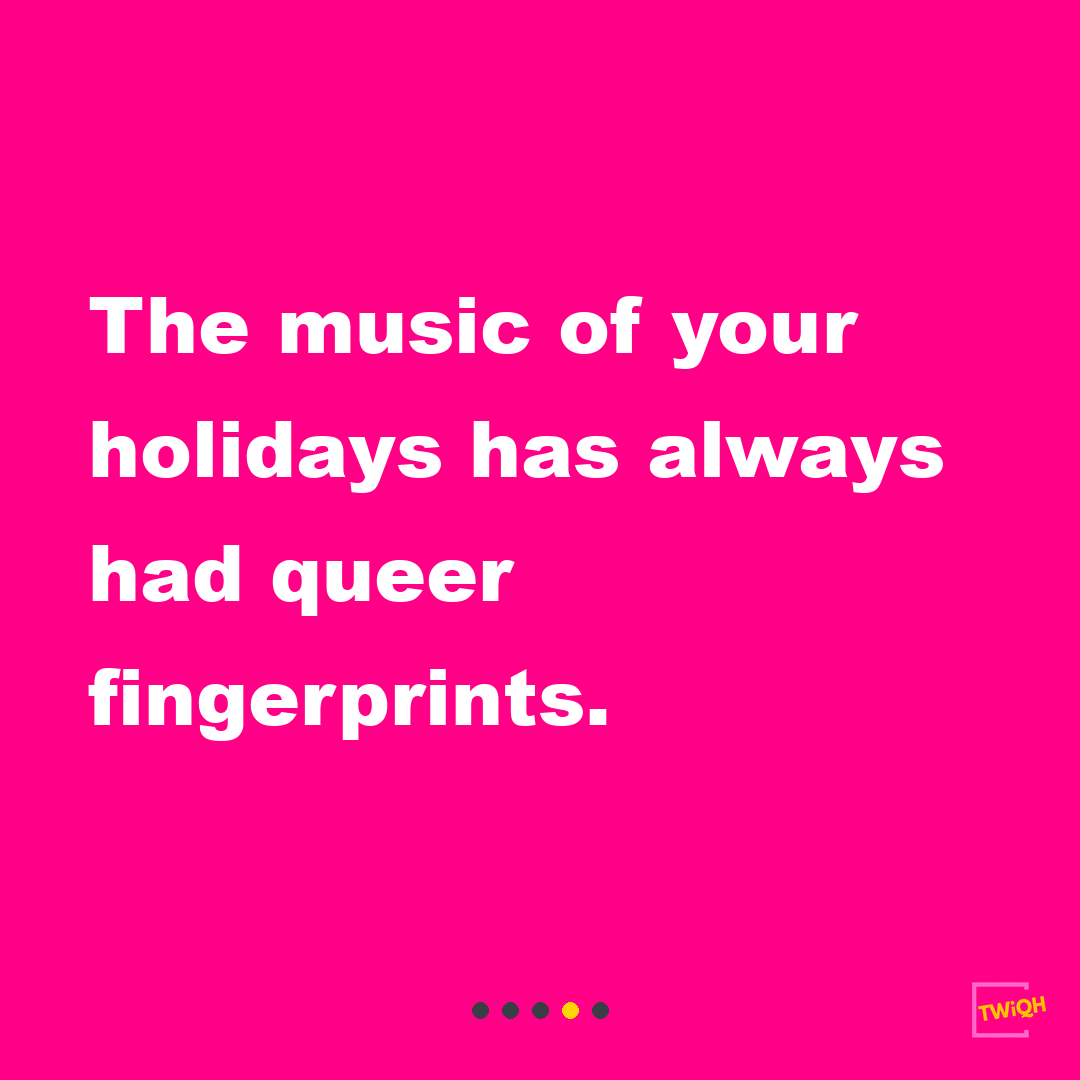 The music of your
holidays has always
had queer
fingerprints.
TWiQH